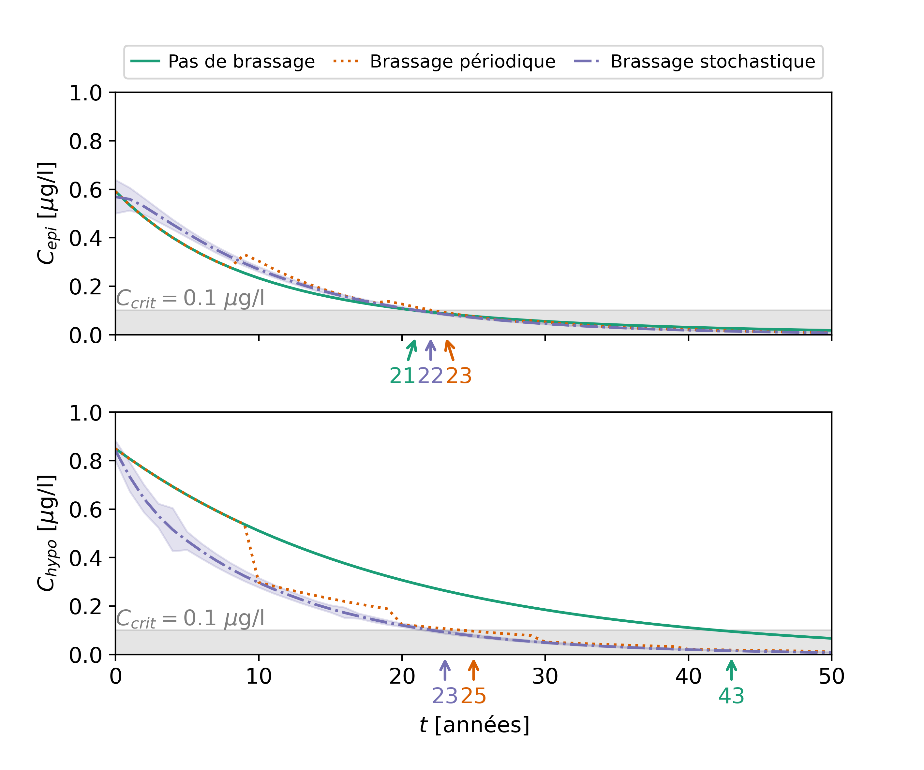 Pas de brassage Brassage périodique Brassage stochastique
1.0
0.8
0.6
0.4
0.2
0.0
C_epi [µg/l]
C_crit = 0.1 µg/l
21 22 23
1.0
0.8
0.6
0.4
0.2
0.0
C_hypo [µg/l]
C_crit = 0.1 µg/l
0 10 20 30 40 50
23 25 43
t [années]